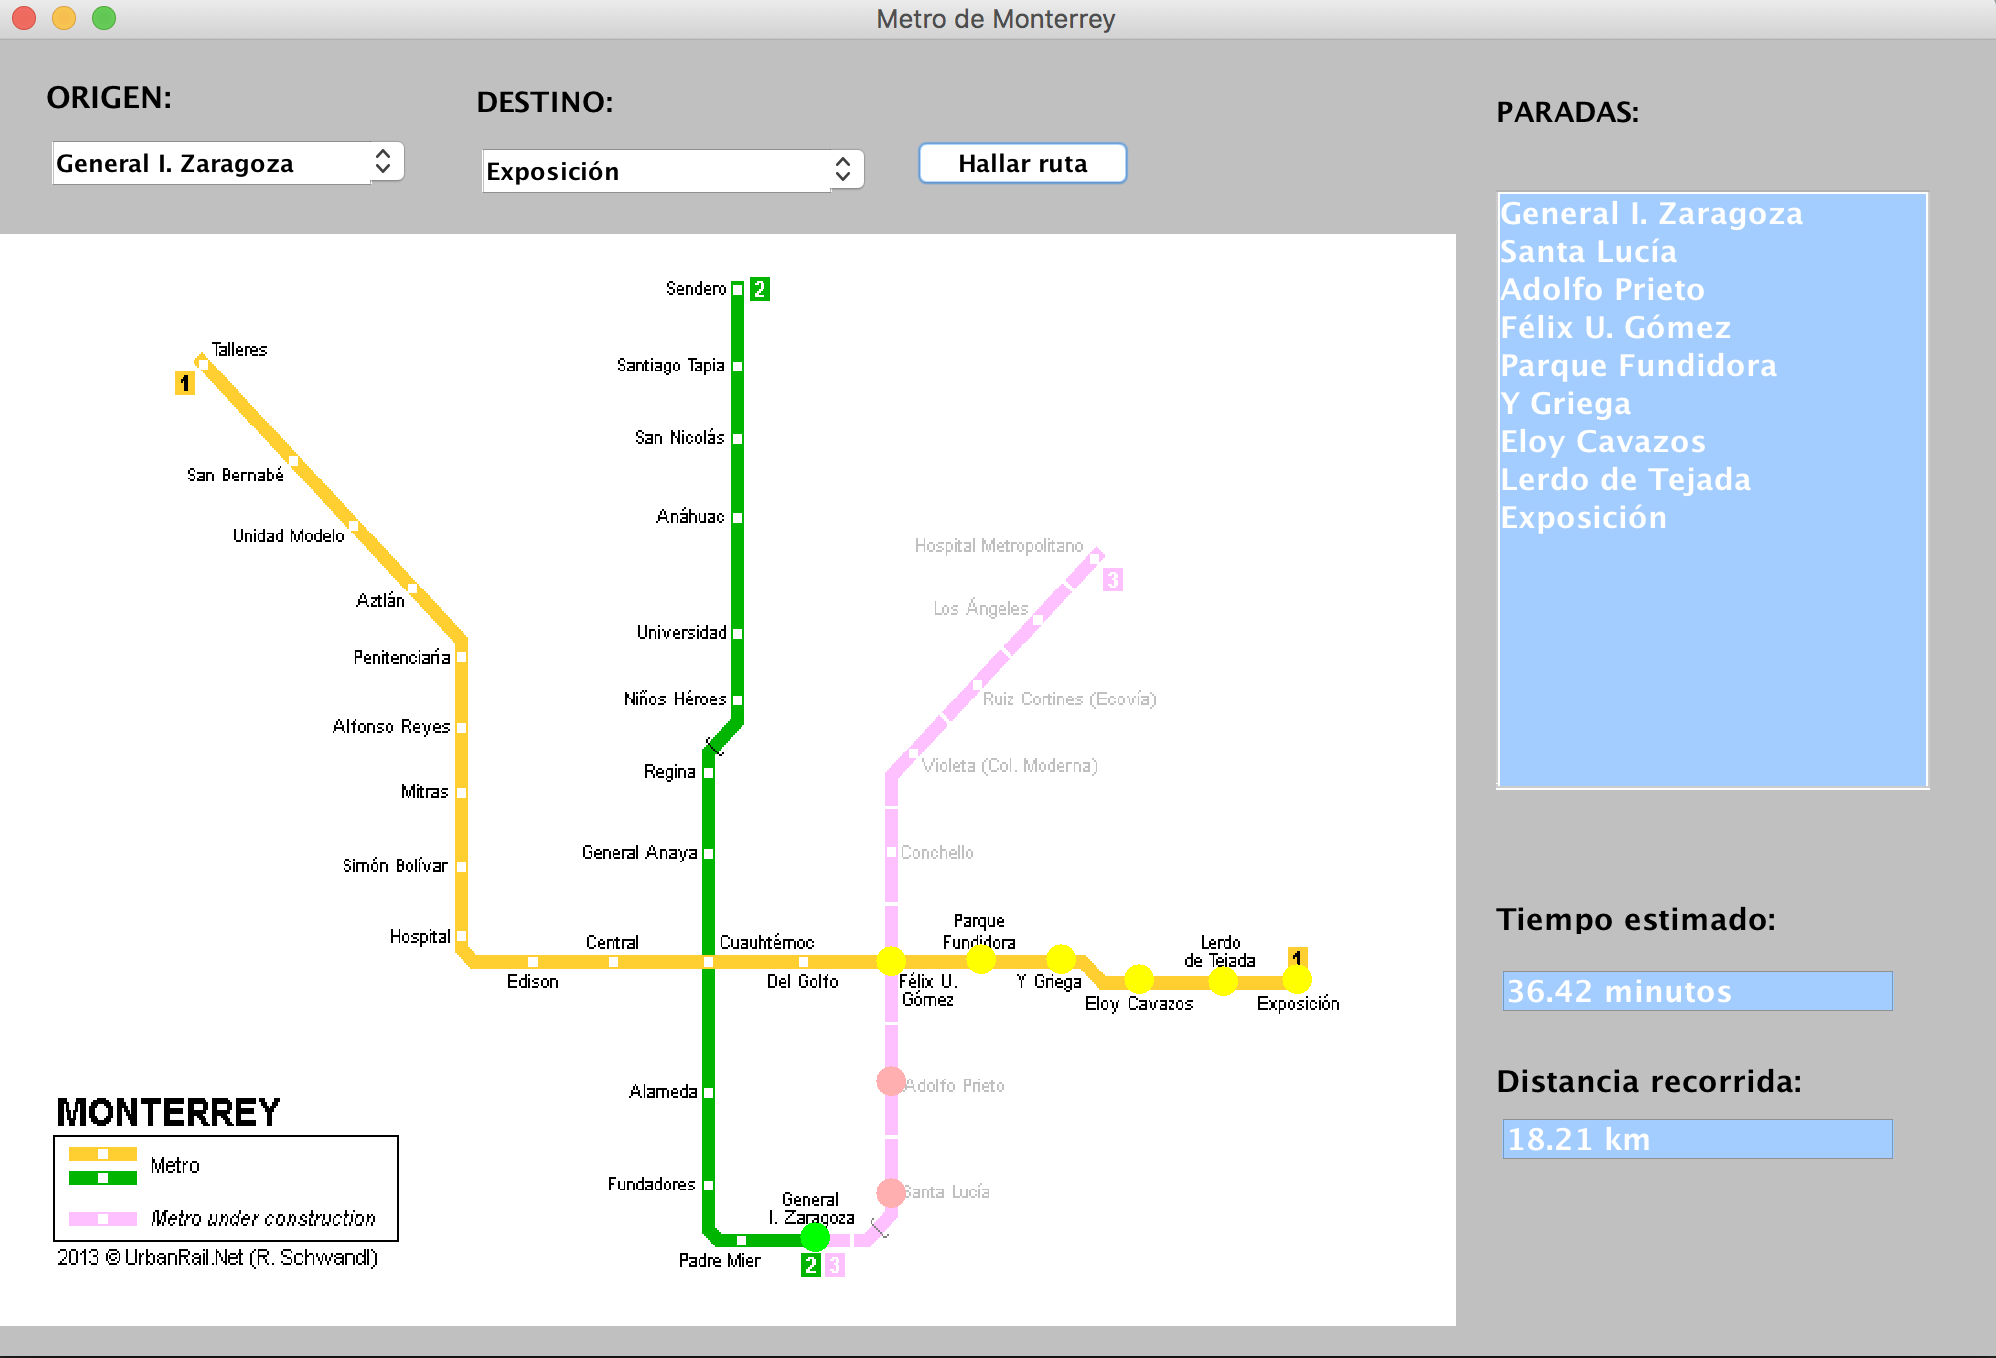 Metro de Monterrey
ORIGEN:
DESTINO:
PARADAS:
General I. Zaragoza
Exposición
Hallar ruta
General I. Zaragoza
Santa Lucía
Adolfo Prieto
Félix U. Gómez
Parque Fundidora
Y Griega
Eloy Cavazos
Lerdo de Tejada
Exposición
Sendero
2
Talleres
1
Santiago Tapia
San Nicolás
San Bernabé
Anáhuac
Unidad Modelo
Hospital Metropolitano
3
Aztlán
Los Ángeles
Universidad
Penitenciaría
Niños Héroes
Ruiz Cortines (Ecovía)
Alfonso Reyes
Regina
Violeta (Col. Moderna)
Mitras
General Anaya
Conchello
Simón Bolívar
Hospital
Central
Cuauhtémoc
Parque
Fundidora
Lerdo
de Tejada
1
Edison
Del Golfo
Félix U.
Gómez
Y Griega
Eloy Cavazos
Exposición
Alameda
Adolfo Prieto
Fundadores
General
I. Zaragoza
Santa Lucía
Padre Mier
2
3
MONTERREY
Metro
Metro under construction
2013 © UrbanRail.Net (R. Schwandl)
Tiempo estimado:
36.42 minutos
Distancia recorrida:
18.21 km